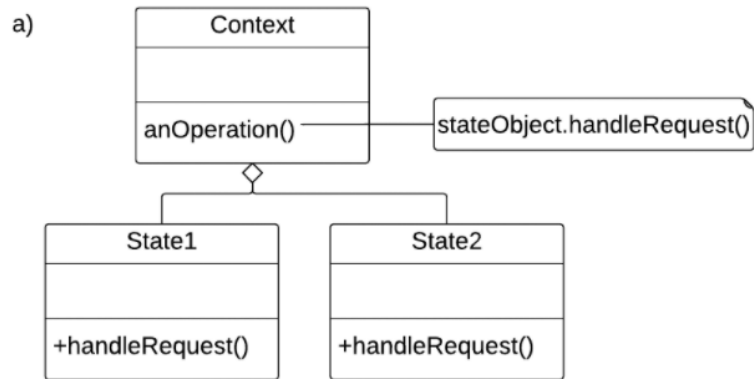 a)
Context
anOperation()
stateObject.handleRequest()
State1
State2
+handleRequest()
+handleRequest()